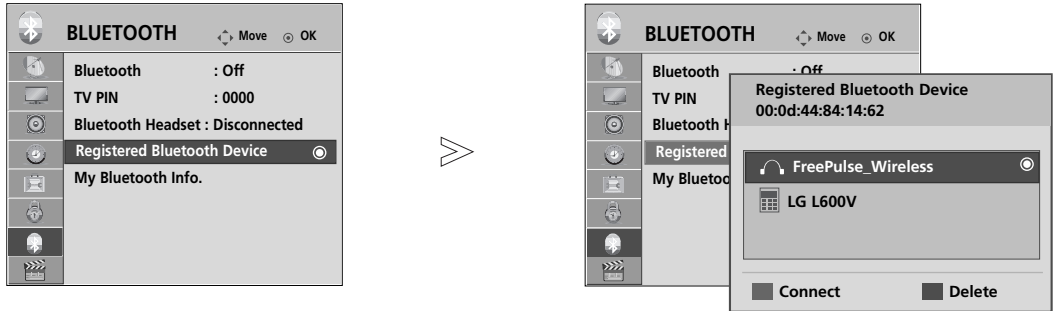 BLUETOOTH Move OK
Bluetooth : Off
TV PIN : 0000
Bluetooth Headset : Disconnected
Registered Bluetooth Device
My Bluetooth Info.
BLUETOOTH Move OK
Bluetooth : Off
TV PIN
Bluetooth H
Registered
My Bluetoo
Registered Bluetooth Device
00:0d:44:84:14:62
FreePulse_Wireless
LG L600V
Connect Delete